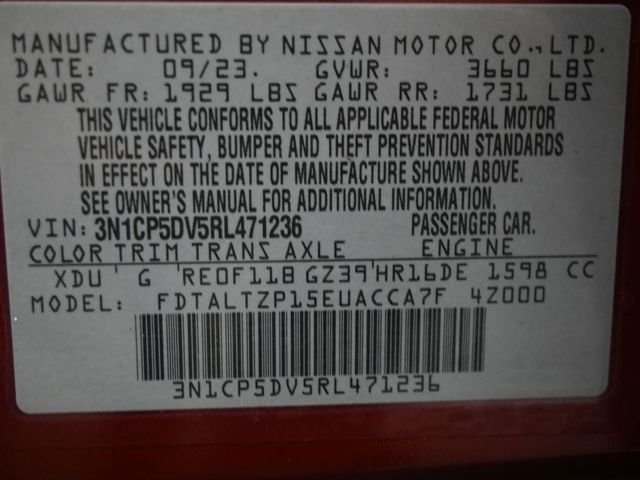 MANUFACTURED BY NISSAN MOTOR CO., LTD.
DATE: 09/23. GVWR: 3660 LBS
GAWR FR: 1929 LBS GAWR RR: 1731 LBS
THIS VEHICLE CONFORMS TO ALL APPLICABLE FEDERAL MOTOR
VEHICLE SAFETY, BUMPER AND THEFT PREVENTION STANDARDS
IN EFFECT ON THE DATE OF MANUFACTURE SHOWN ABOVE.
SEE OWNER'S MANUAL FOR ADDITIONAL INFORMATION.
VIN: 3N1CP5DV5RL471236 PASSENGER CAR.
COLOR TRIM TRANS AXLE ENGINE
XDU G RE0F11B GZ39 HR16DE 1598 CC
MODEL: FDTALTZP15EUACCA7F 4Z000
3N1CP5DV5RL471236